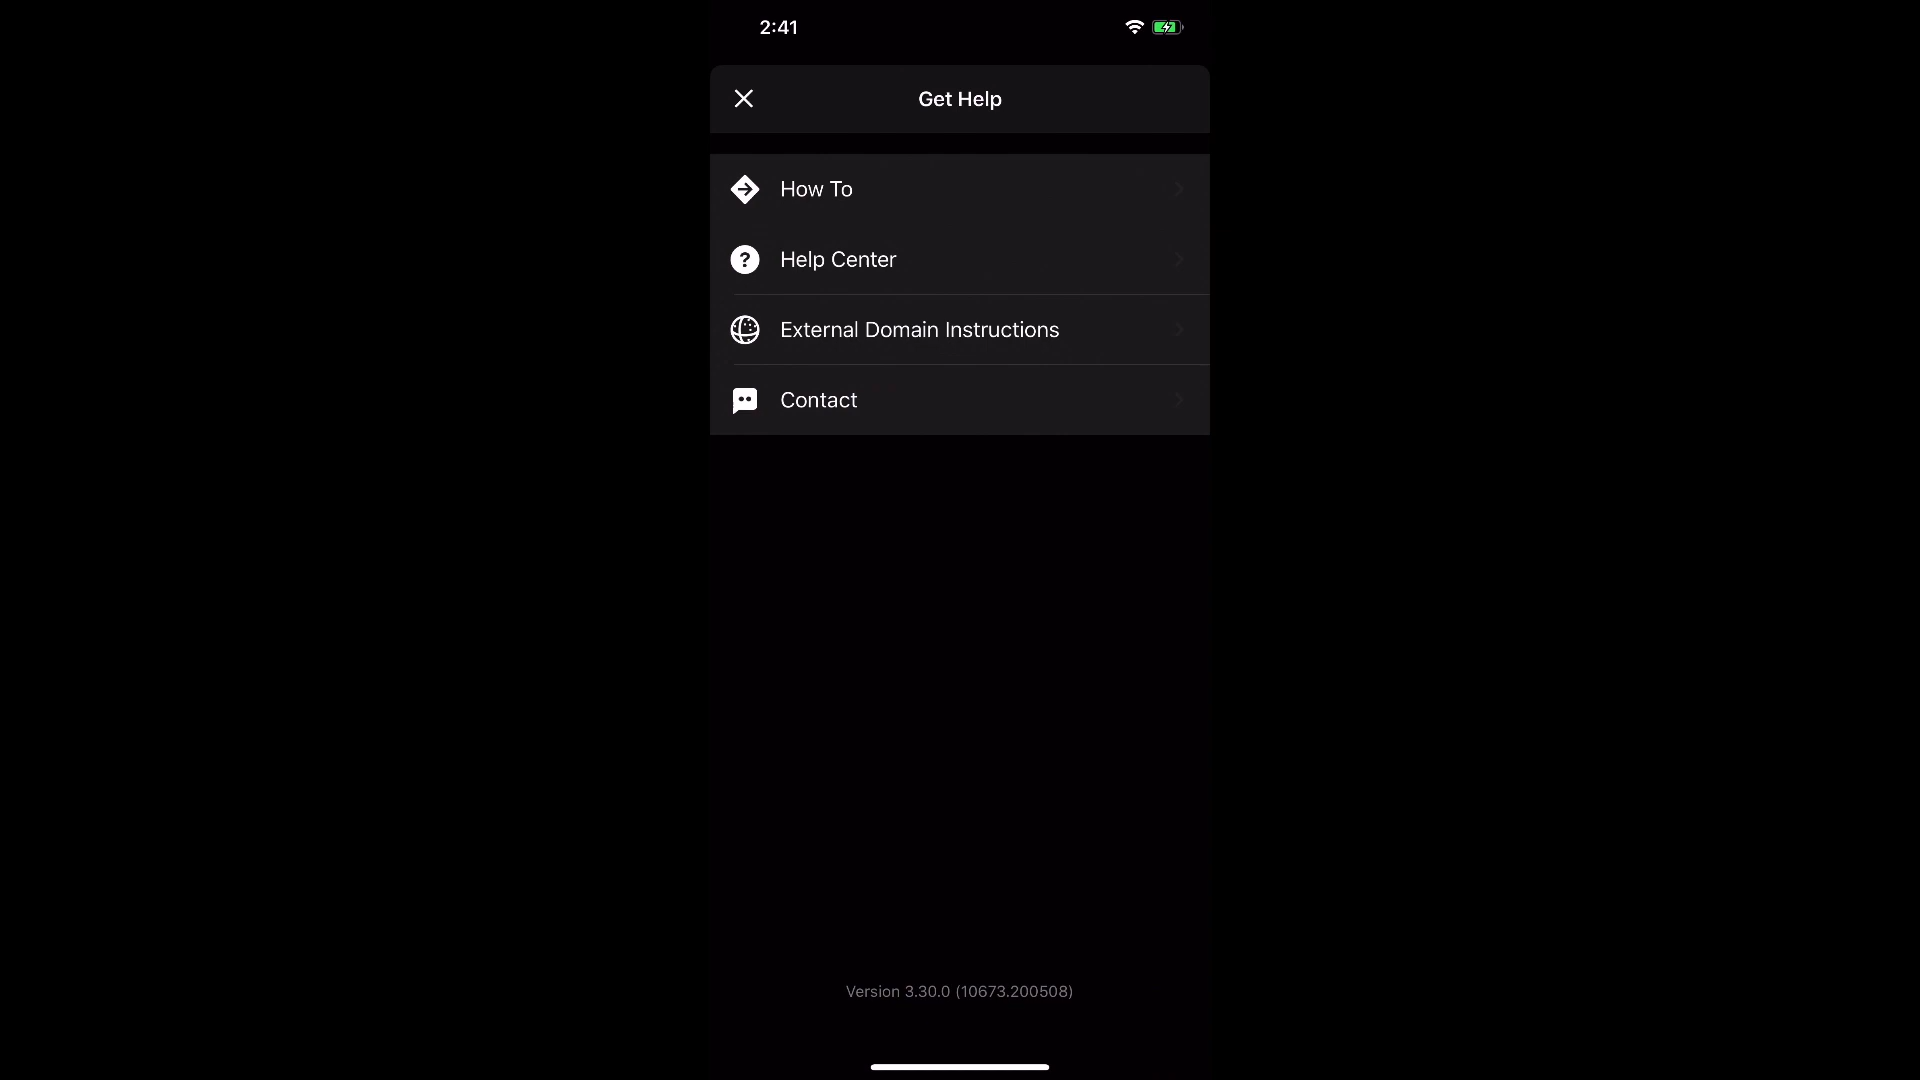 2:41
Get Help
How To
Help Center
External Domain Instructions
Contact
Version 3.30.0 (10673.200508)